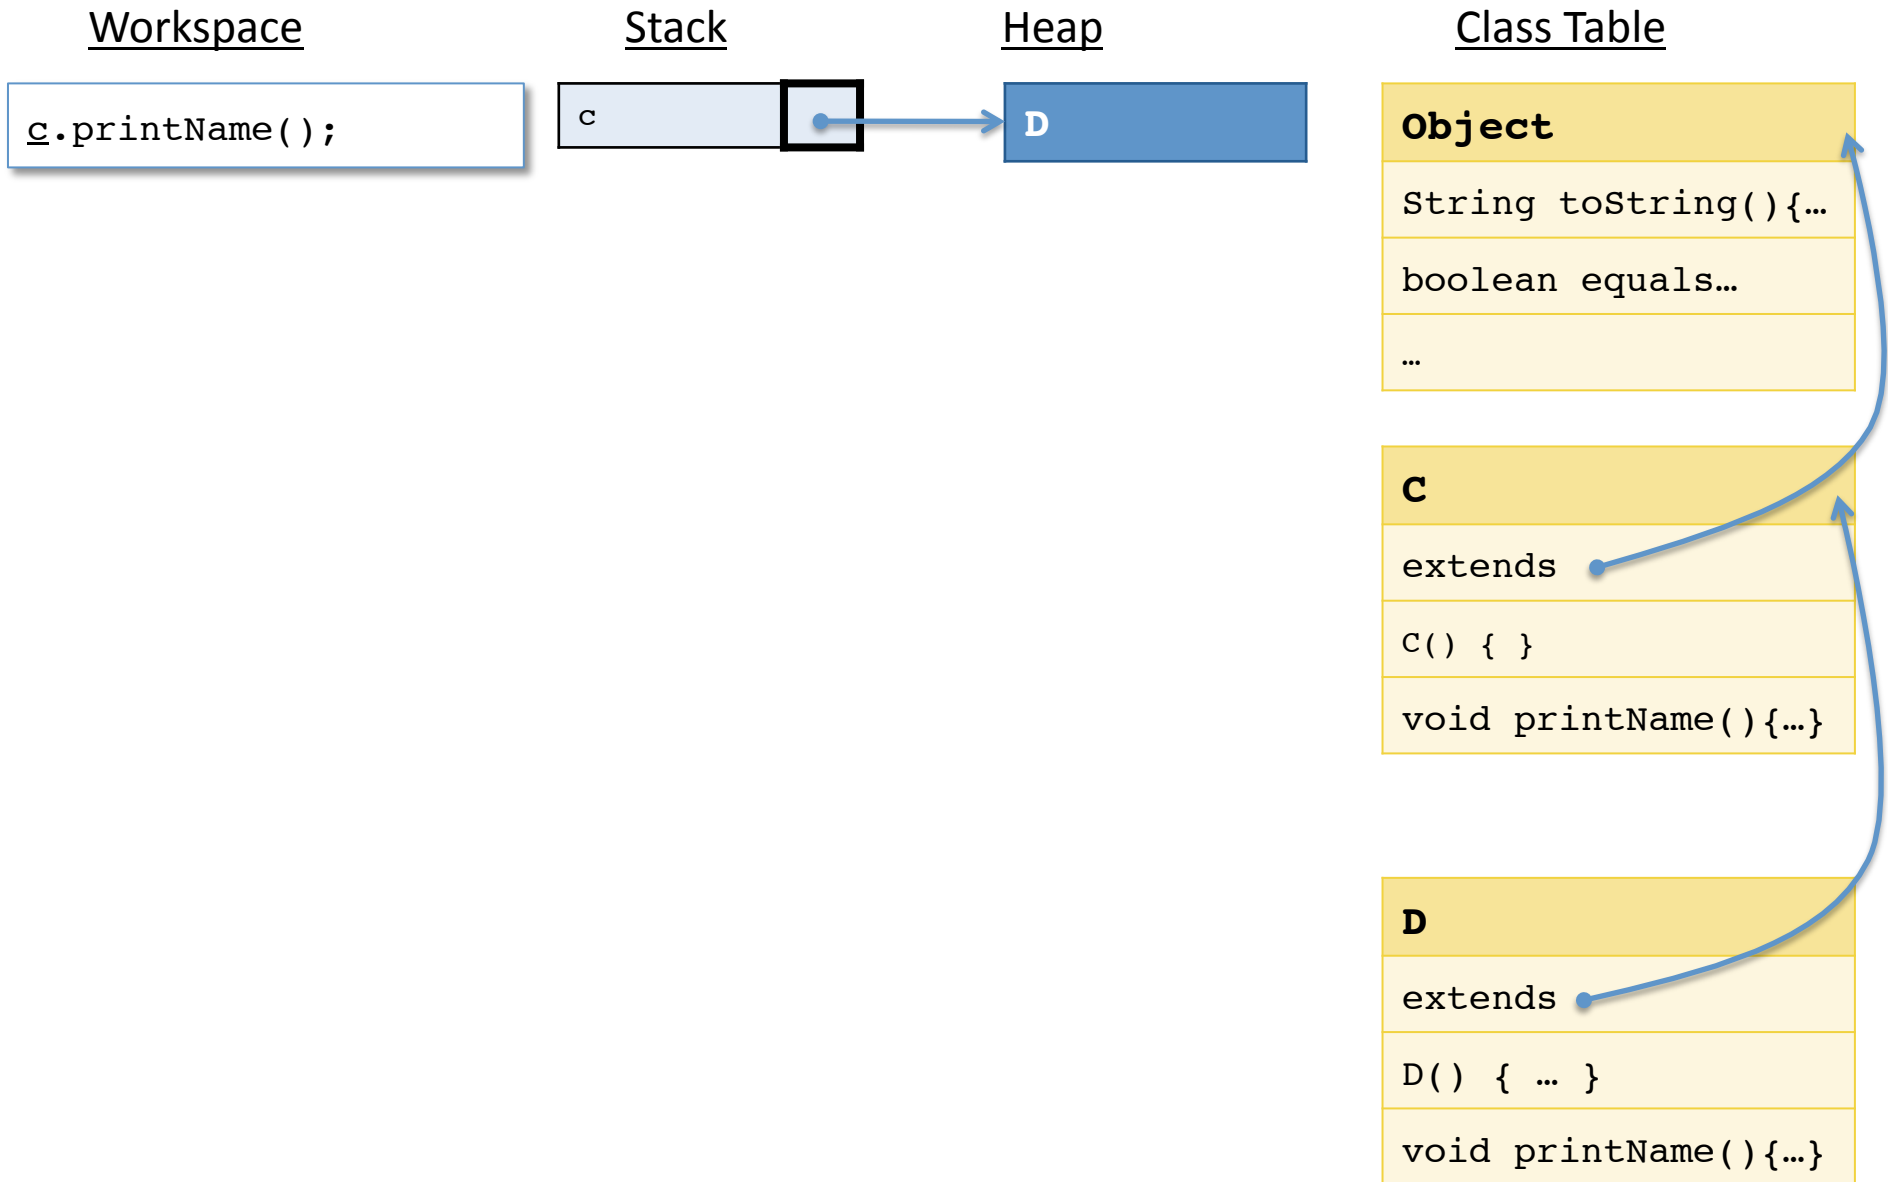 Workspace
Stack
Heap
Class Table
c.printName();
c
D
Object
String toString(){…
boolean equals…
…
C
extends
C() { }
void printName(){…}
D
extends
D() { … }
void printName(){…}